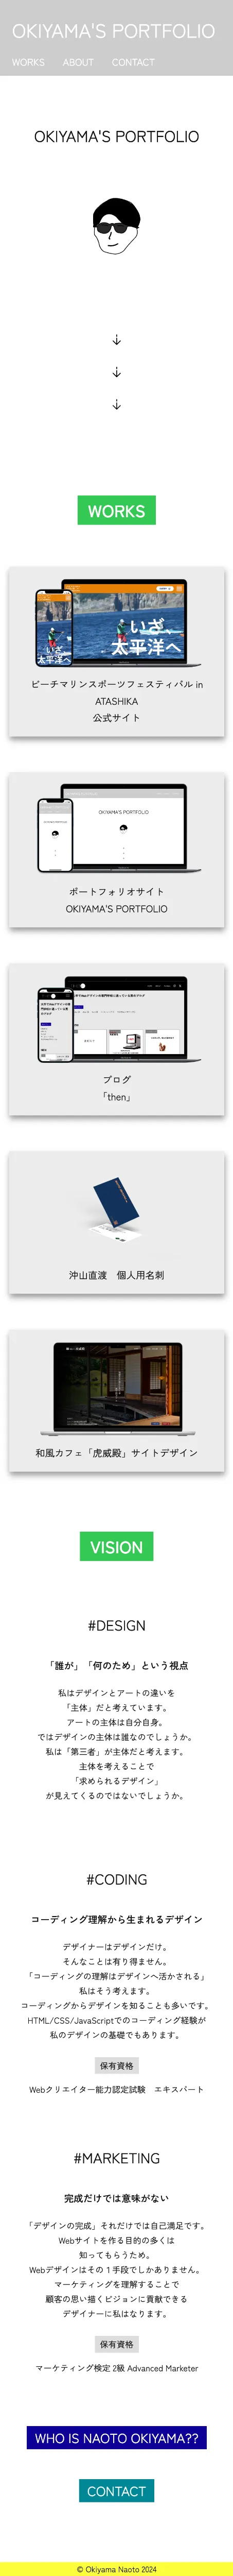 OKIYAMA'S PORTFOLIO
WORKS ABOUT CONTACT
OKIYAMA'S PORTFOLIO
↓
↓
↓
WORKS
いざ
太平洋へ
いざ
太平洋へ
ビーチマリンスポーツフェスティバル in
ATASHIKA
公式サイト
OKIYAMA'S PORTFOLIO
ポートフォリオサイト
OKIYAMA'S PORTFOLIO
ブログ
「then」
沖山直渡 個人用名刺
和風カフェ「虎威殿」サイトデザイン
VISION
#DESIGN
「誰が」「何のため」という視点
私はデザインとアートの違いを
「主体」だと考えています。
アートの主体は自分自身。
ではデザインの主体は誰なのでしょうか。
私は「第三者」が主体だと考えます。
主体を考えることで
「求められるデザイン」
が見えてくるのではないでしょうか。
#CODING
コーディング理解から生まれるデザイン
デザイナーはデザインだけ。
そんなことは有り得ません。
「コーディングの理解はデザインへ活かされる」
私はそう考えます。
コーディングからデザインを知ることも多いです。
HTML/CSS/JavaScriptでのコーディング経験が
私のデザインの基礎でもあります。
保有資格
Webクリエイター能力認定試験 エキスパート
#MARKETING
完成だけでは意味がない
「デザインの完成」それだけでは自己満足です。
Webサイトを作る目的の多くは
知ってもらうため。
Webデザインはその１手段でしかありません。
マーケティングを理解することで
顧客の思い描くビジョンに貢献できる
デザイナーに私はなります。
保有資格
マーケティング検定 2級 Advanced Marketer
WHO IS NAOTO OKIYAMA??
CONTACT
© Okiyama Naoto 2024